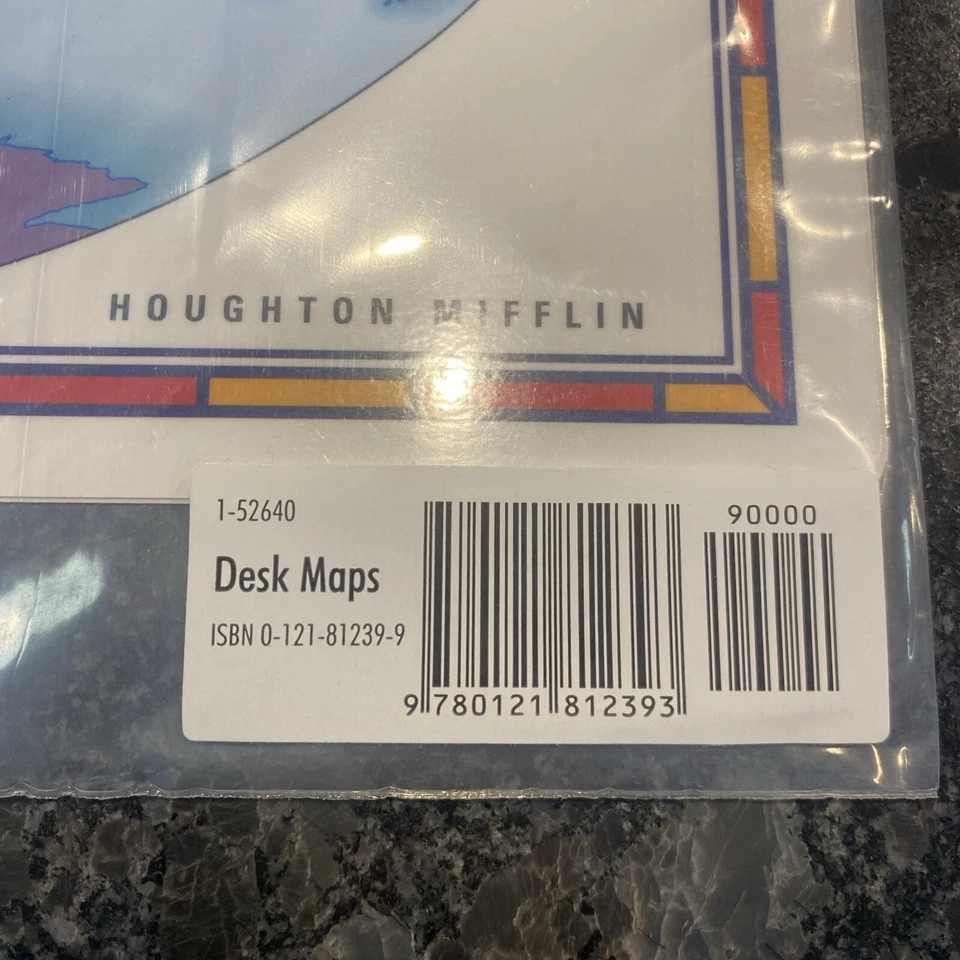 HOUGHTON MIFFLIN
1-52640
Desk Maps
ISBN 0-121-81239-9
90000
9 780121 812393